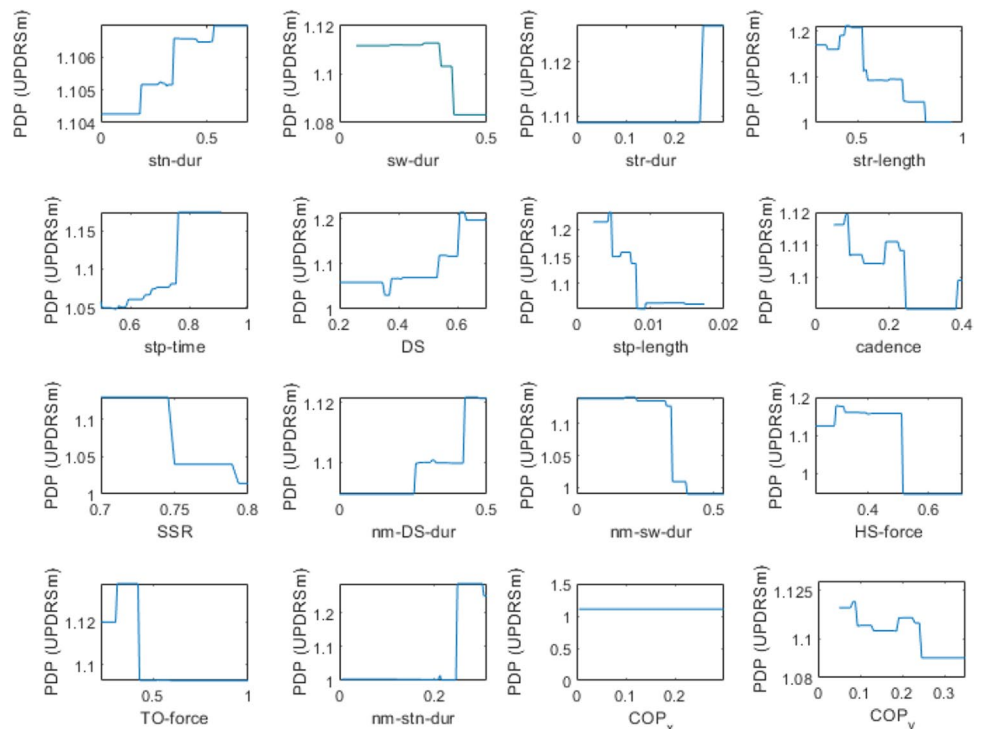 PDP (UPDRSm) 1.106 1.105 1.104 0 0.5 stn-dur
PDP (UPDRSm) 1.12 1.1 1.08 0 0.5 sw-dur
PDP (UPDRSm) 1.112 1.11 0 0.1 0.2 str-dur
PDP (UPDRSm) 1.2 1.1 1 0.5 1 str-length
PDP (UPDRSm) 1.15 1.1 1.05 0.6 0.8 1 stp-time
PDP (UPDRSm) 1.2 1.1 1 0.2 0.4 0.6 DS
PDP (UPDRSm) 1.2 1.15 1.1 0 0.01 0.02 stp-length
PDP (UPDRSm) 1.12 1.11 1.1 0 0.2 0.4 cadence
PDP (UPDRSm) 1.1 1.05 1 0.7 0.75 0.8 SSR
PDP (UPDRSm) 1.12 1.1 0 0.5 nm-DS-dur
PDP (UPDRSm) 1.1 1.05 1 0 0.5 nm-sw-dur
PDP (UPDRSm) 1.2 1.1 1 0.4 0.6 HS-force
PDP (UPDRSm) 1.12 1.1 0.5 1 TO-force
PDP (UPDRSm) 1.2 1.1 1 0 0.2 nm-stn-dur
PDP (UPDRSm) 1.5 1 0.5 0 0 0.1 0.2 COPx
PDP (UPDRSm) 1.125 1.1 1.08 0 0.1 0.2 0.3 COPy